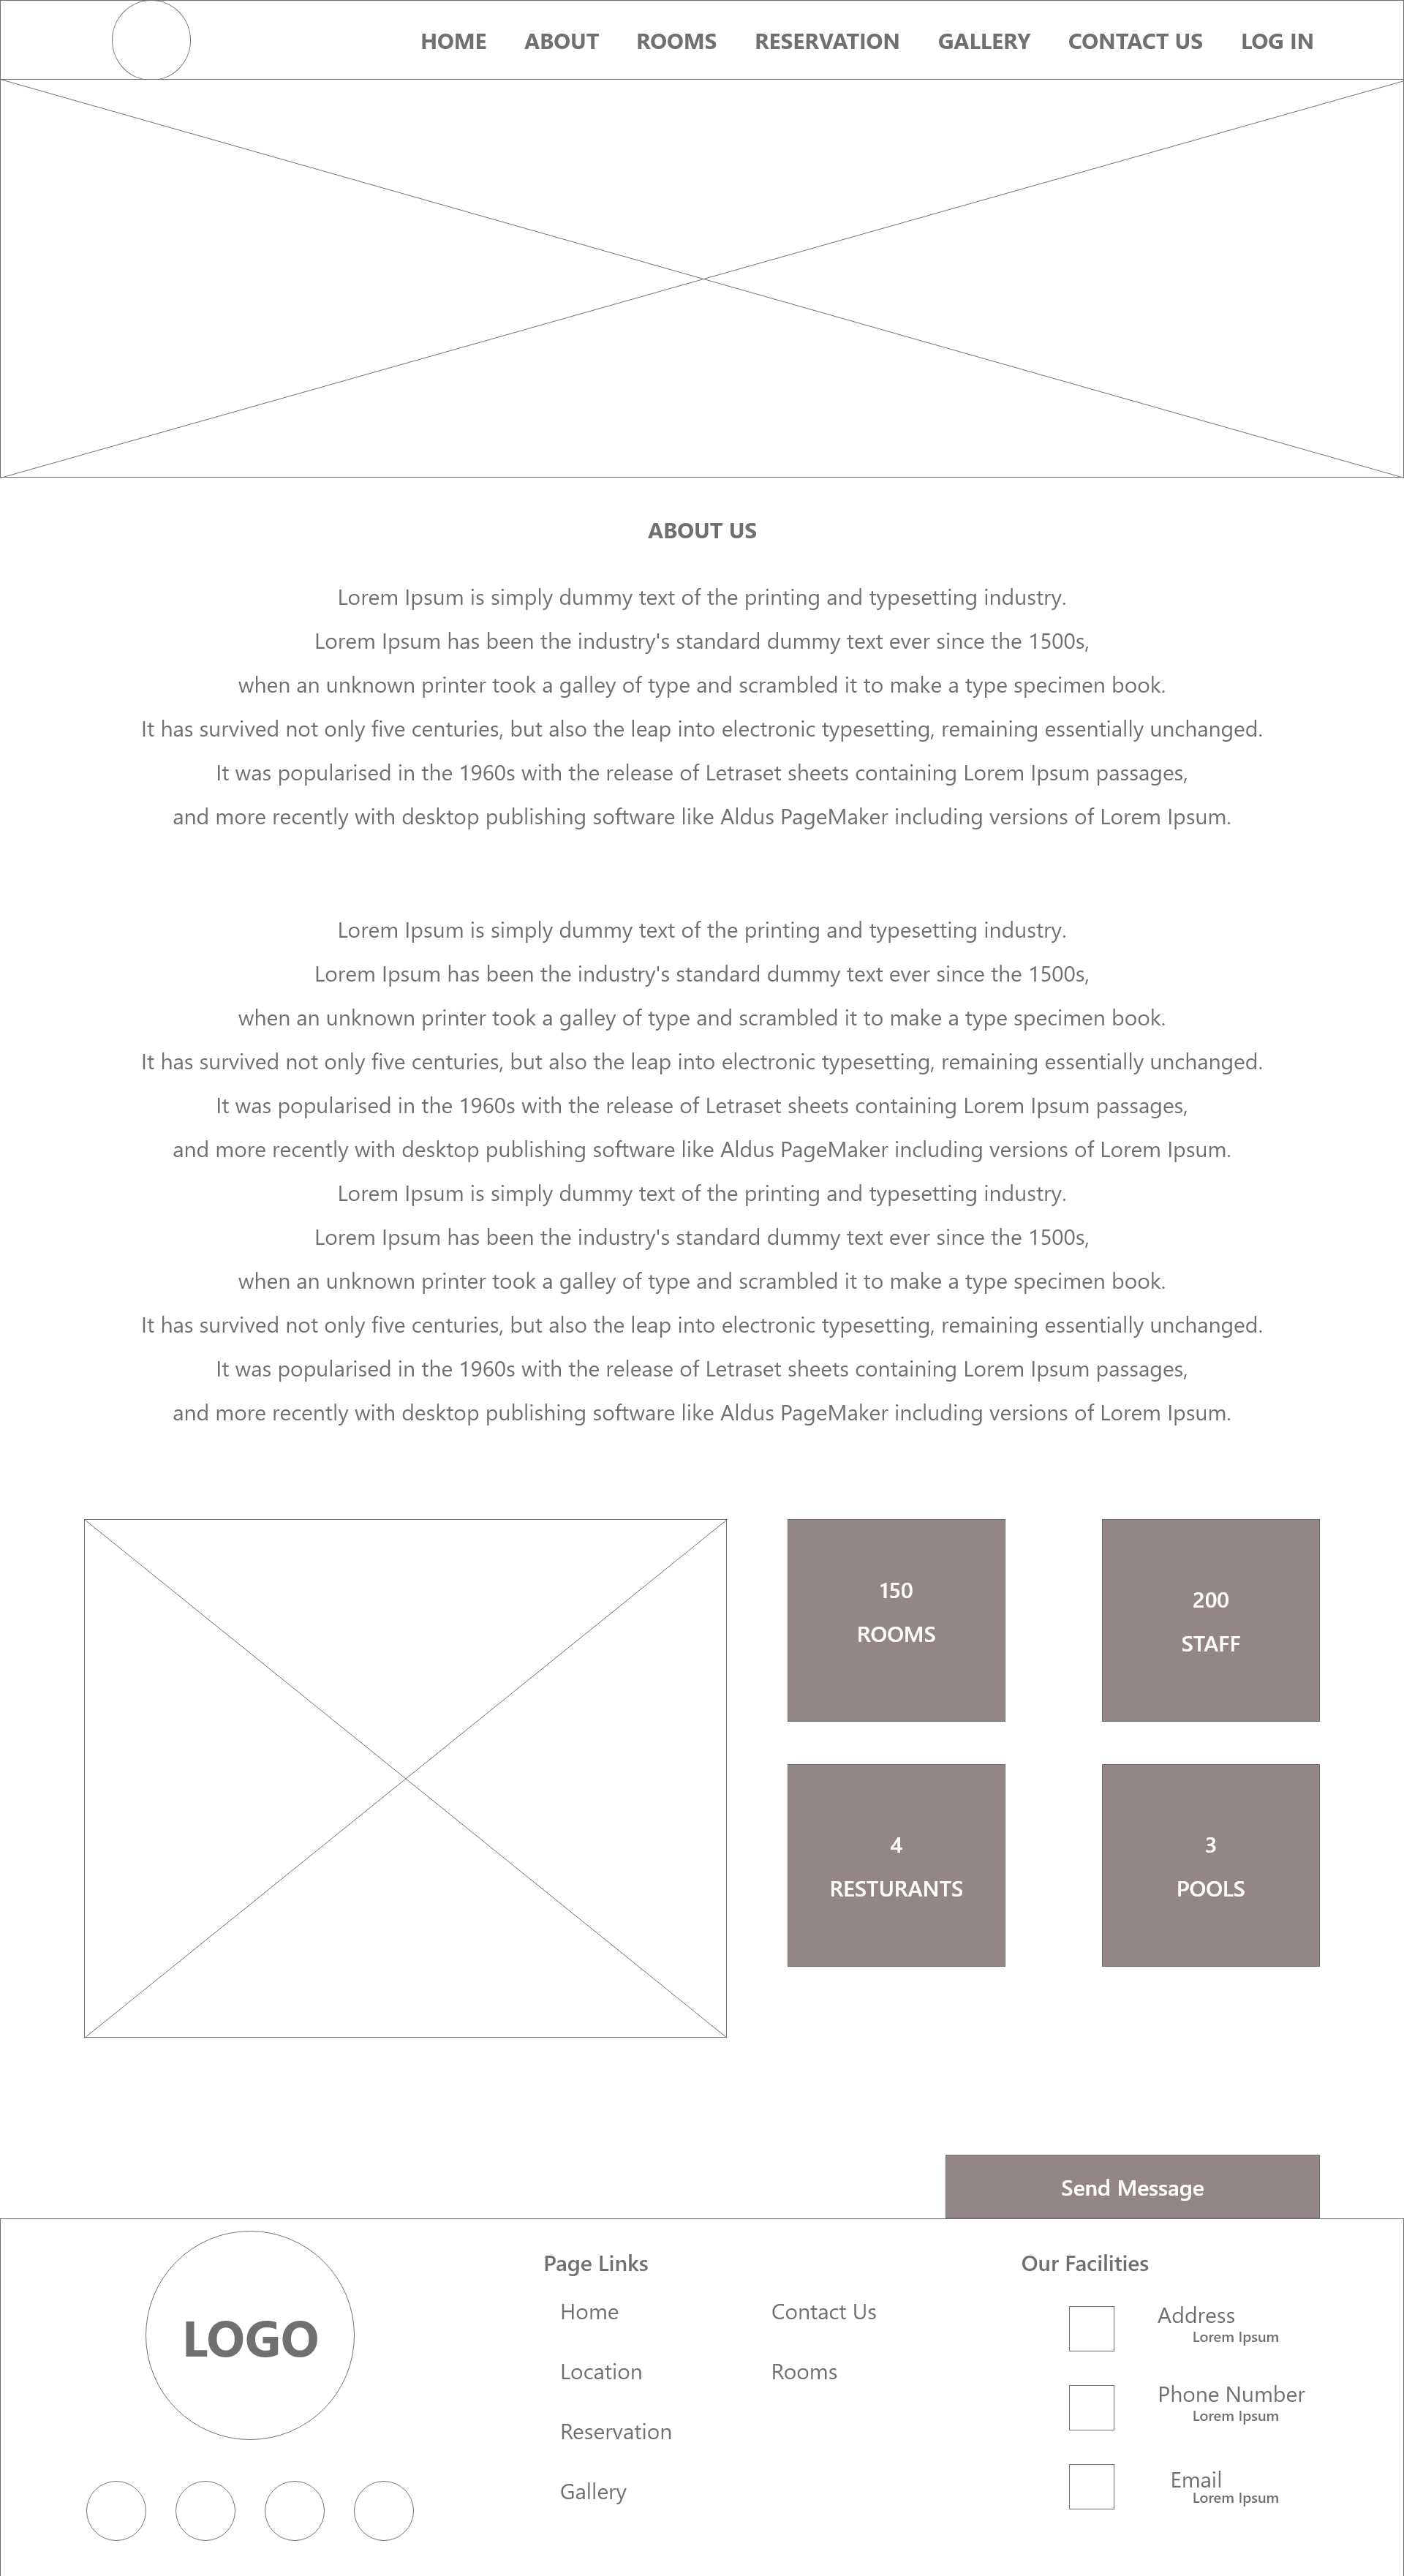 HOME ABOUT ROOMS RESERVATION GALLERY CONTACT US LOG IN
ABOUT US
Lorem Ipsum is simply dummy text of the printing and typesetting industry.
Lorem Ipsum has been the industry's standard dummy text ever since the 1500s,
when an unknown printer took a galley of type and scrambled it to make a type specimen book.
It has survived not only five centuries, but also the leap into electronic typesetting, remaining essentially unchanged.
It was popularised in the 1960s with the release of Letraset sheets containing Lorem Ipsum passages,
and more recently with desktop publishing software like Aldus PageMaker including versions of Lorem Ipsum.
Lorem Ipsum is simply dummy text of the printing and typesetting industry.
Lorem Ipsum has been the industry's standard dummy text ever since the 1500s,
when an unknown printer took a galley of type and scrambled it to make a type specimen book.
It has survived not only five centuries, but also the leap into electronic typesetting, remaining essentially unchanged.
It was popularised in the 1960s with the release of Letraset sheets containing Lorem Ipsum passages,
and more recently with desktop publishing software like Aldus PageMaker including versions of Lorem Ipsum.
Lorem Ipsum is simply dummy text of the printing and typesetting industry.
Lorem Ipsum has been the industry's standard dummy text ever since the 1500s,
when an unknown printer took a galley of type and scrambled it to make a type specimen book.
It has survived not only five centuries, but also the leap into electronic typesetting, remaining essentially unchanged.
It was popularised in the 1960s with the release of Letraset sheets containing Lorem Ipsum passages,
and more recently with desktop publishing software like Aldus PageMaker including versions of Lorem Ipsum.
150
ROOMS
200
STAFF
4
RESTURANTS
3
POOLS
Send Message
LOGO
Page Links
Home
Location
Reservation
Gallery
Contact Us
Rooms
Our Facilities
Address
Lorem Ipsum
Phone Number
Lorem Ipsum
Email
Lorem Ipsum